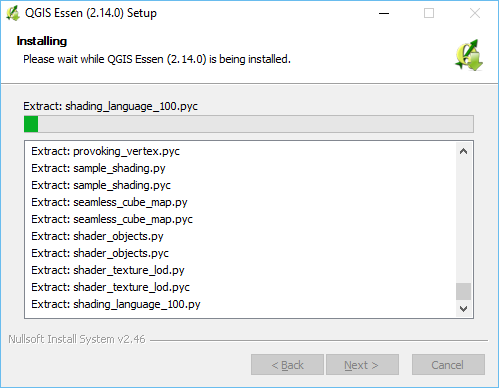 QGIS Essen (2.14.0) Setup
Installing
Please wait while QGIS Essen (2.14.0) is being installed.
Extract: shading_language_100.pyc
Extract: provoking_vertex.pyc
Extract: sample_shading.py
Extract: sample_shading.pyc
Extract: seamless_cube_map.py
Extract: seamless_cube_map.pyc
Extract: shader_objects.py
Extract: shader_objects.pyc
Extract: shader_texture_lod.py
Extract: shader_texture_lod.pyc
Extract: shading_language_100.py
Nullsoft Install System v2.46
< Back Next > Cancel